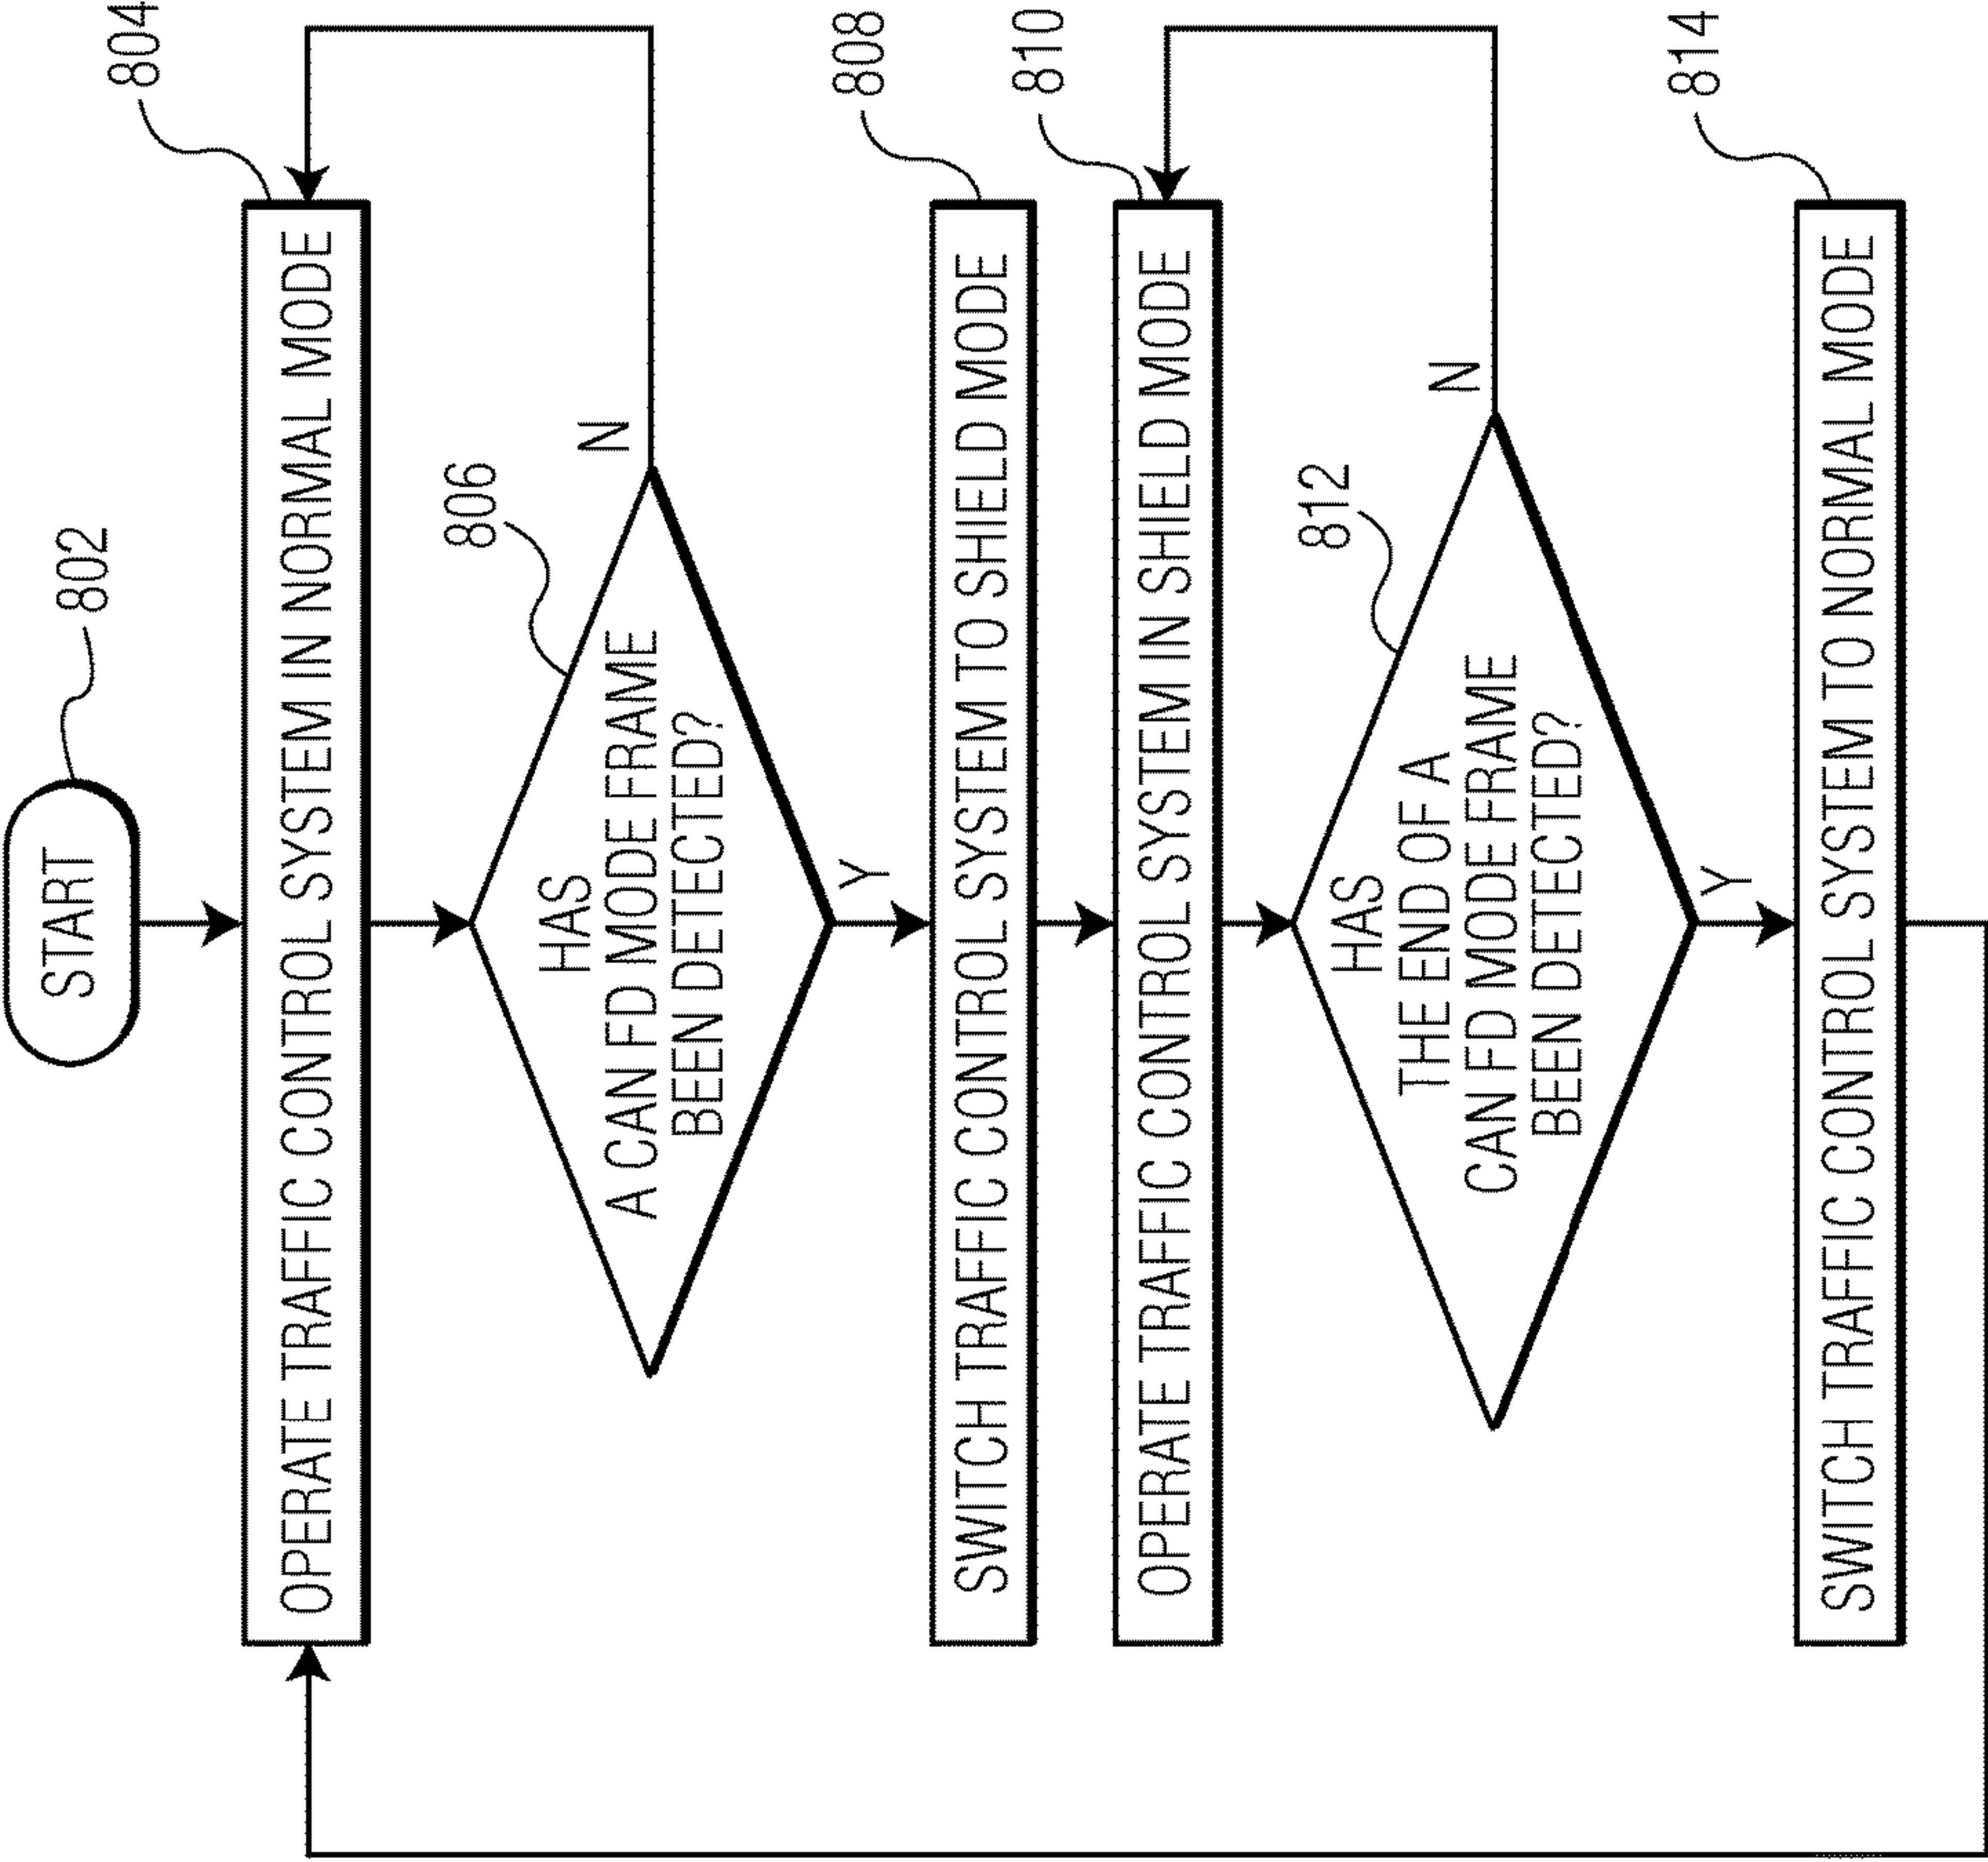 START
802
804
OPERATE TRAFFIC CONTROL SYSTEM IN NORMAL MODE
806
HAS
A CAN FD MODE FRAME
BEEN DETECTED?
N
Y
808
SWITCH TRAFFIC CONTROL SYSTEM TO SHIELD MODE
810
OPERATE TRAFFIC CONTROL SYSTEM IN SHIELD MODE
812
HAS
THE END OF A
CAN FD MODE FRAME
BEEN DETECTED?
N
Y
814
SWITCH TRAFFIC CONTROL SYSTEM TO NORMAL MODE